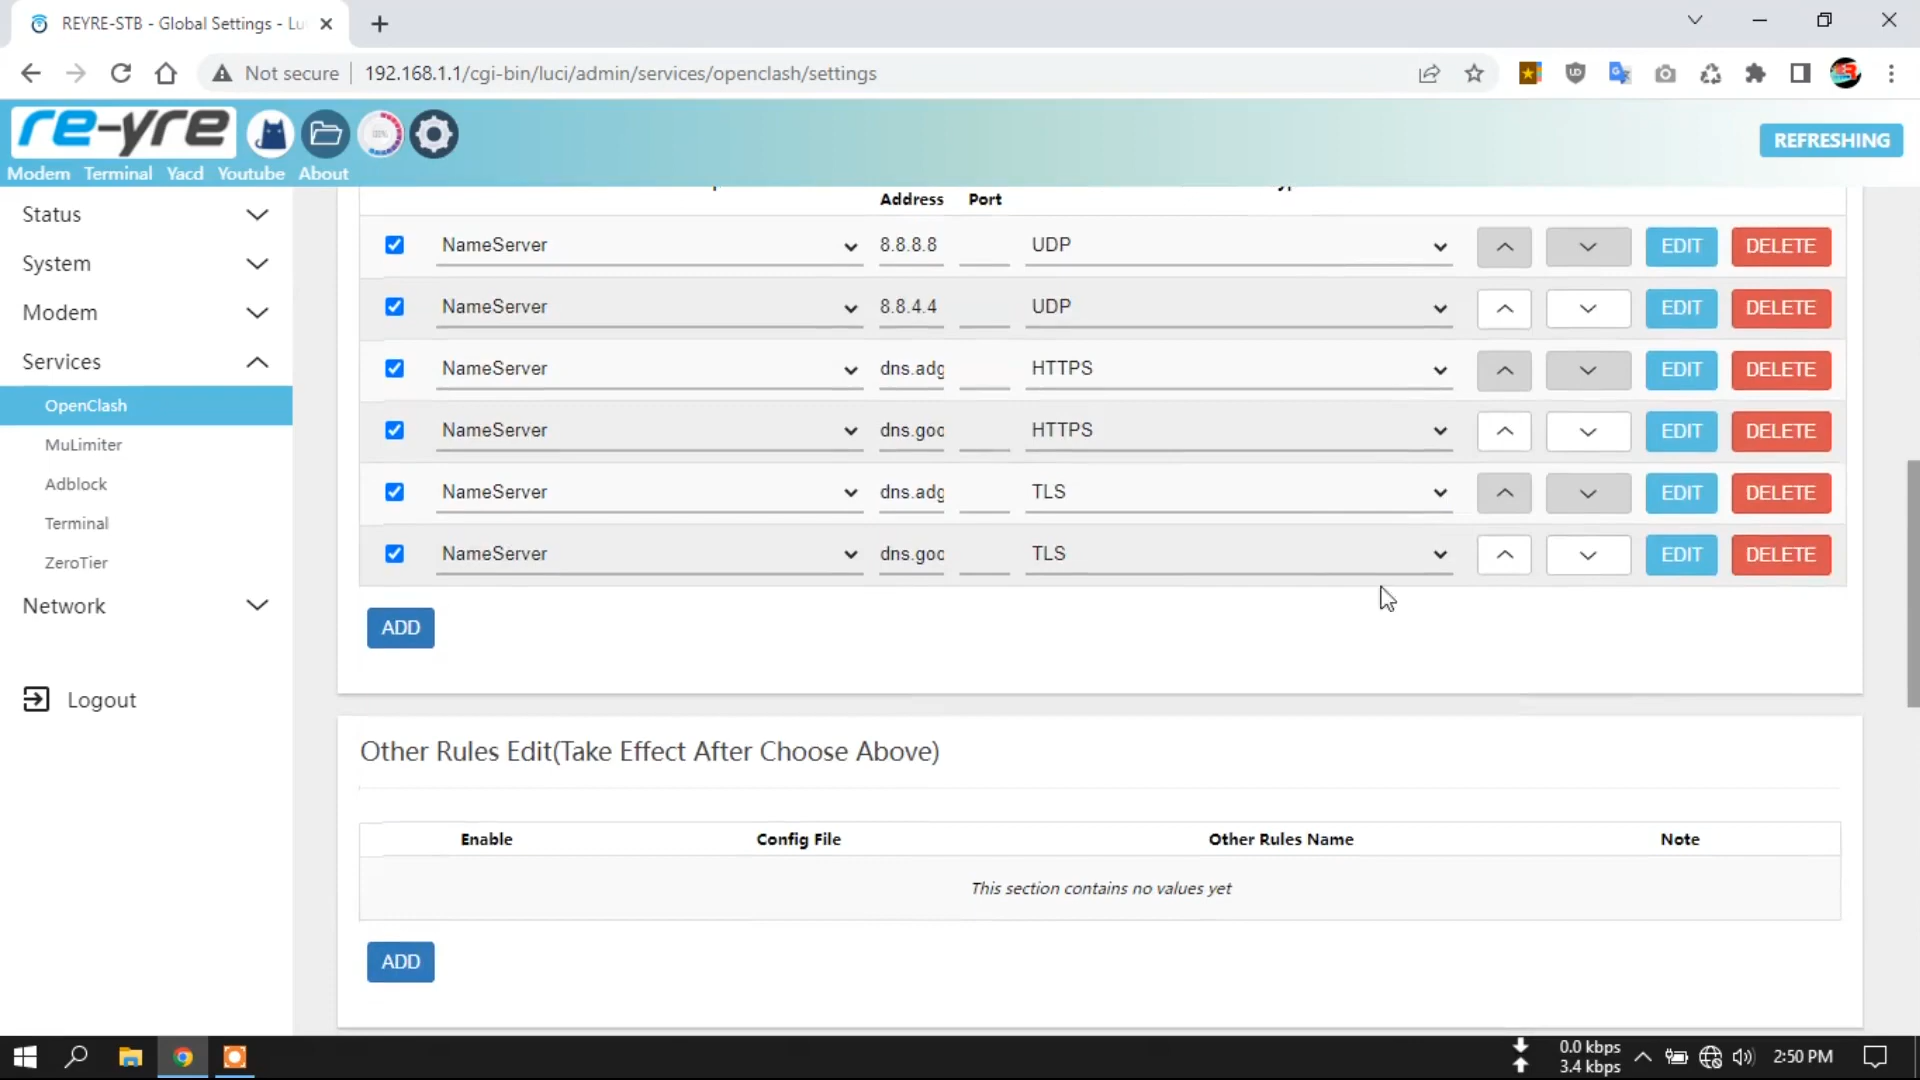 REYRE-STB - Global Settings - Lu
Not secure
192.168.1.1/cgi-bin/luci/admin/services/openclash/settings
re-yre
REFRESHING
Modem Terminal Yacd Youtube About
Status
System
Modem
Services
OpenClash
MuLimiter
Adblock
Terminal
ZeroTier
Network
Logout
Address Port
NameServer 8.8.8.8 UDP EDIT DELETE
NameServer 8.8.4.4 UDP EDIT DELETE
NameServer dns.adg HTTPS EDIT DELETE
NameServer dns.goo HTTPS EDIT DELETE
NameServer dns.adg TLS EDIT DELETE
NameServer dns.goo TLS EDIT DELETE
ADD
Other Rules Edit(Take Effect After Choose Above)
Enable Config File Other Rules Name Note
This section contains no values yet
ADD
0.0 kbps
3.4 kbps
2:50 PM